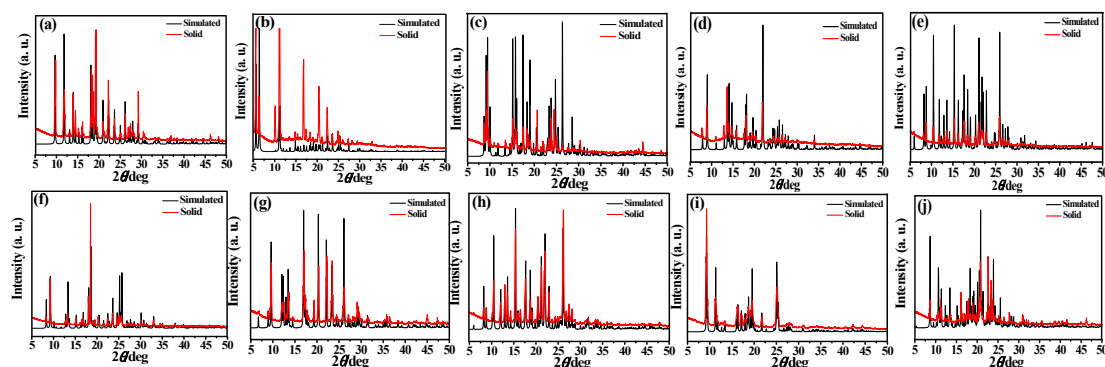 (a)
Simulated
Solid
Intensity (a. u.)
5 10 15 20 25 30 35 40 45 50
2θ/deg
(b)
Simulated
Solid
Intensity (a. u.)
5 10 15 20 25 30 35 40 45 50
2θ/deg
(c)
Simulated
Solid
Intensity (a. u.)
5 10 15 20 25 30 35 40 45 50
2θ/deg
(d)
Simulated
Solid
Intensity (a. u.)
5 10 15 20 25 30 35 40 45 50
2θ/deg
(e)
Simulated
Solid
Intensity (a. u.)
5 10 15 20 25 30 35 40 45 50
2θ/deg
(f)
Simulated
Solid
Intensity (a. u.)
5 10 15 20 25 30 35 40 45 50
2θ/deg
(g)
Simulated
Solid
Intensity (a. u.)
5 10 15 20 25 30 35 40 45 50
2θ/deg
(h)
Simulated
Solid
Intensity (a. u.)
5 10 15 20 25 30 35 40 45 50
2θ/deg
(i)
Simulated
Solid
Intensity (a. u.)
5 10 15 20 25 30 35 40 45 50
2θ/deg
(j)
Simulated
Solid
Intensity (a. u.)
5 10 15 20 25 30 35 40 45 50
2θ/deg